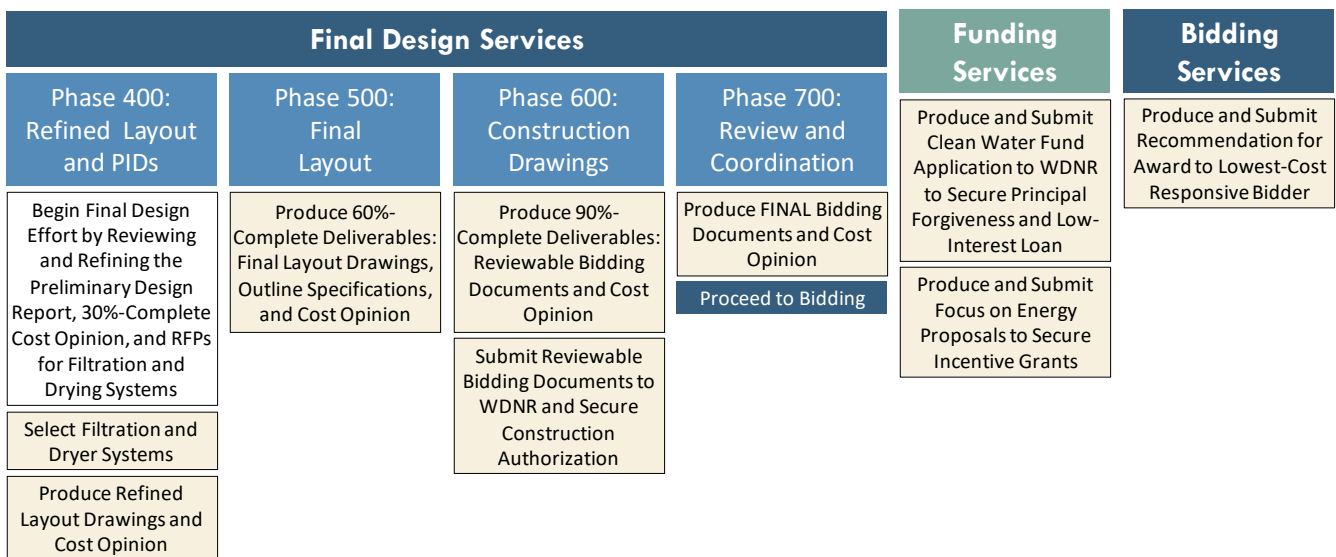 Final Design Services
Phase 400:
Refined Layout
and PIDs
Begin Final Design
Effort by Reviewing
and Refining the
Preliminary Design
Report, 30%-Complete
Cost Opinion, and RFPs
for Filtration and
Drying Systems
Select Filtration and
Dryer Systems
Produce Refined
Layout Drawings and
Cost Opinion
Phase 500:
Final
Layout
Produce 60%-
Complete Deliverables:
Final Layout Drawings,
Outline Specifications,
and Cost Opinion
Phase 600:
Construction
Drawings
Produce 90%-
Complete Deliverables:
Reviewable Bidding
Documents and Cost
Opinion
Submit Reviewable
Bidding Documents to
WDNR and Secure
Construction
Authorization
Phase 700:
Review and
Coordination
Produce FINAL Bidding
Documents and Cost
Opinion
Proceed to Bidding
Funding
Services
Produce and Submit
Clean Water Fund
Application to WDNR
to Secure Principal
Forgiveness and Low-
Interest Loan
Produce and Submit
Focus on Energy
Proposals to Secure
Incentive Grants
Bidding
Services
Produce and Submit
Recommendation for
Award to Lowest-Cost
Responsive Bidder